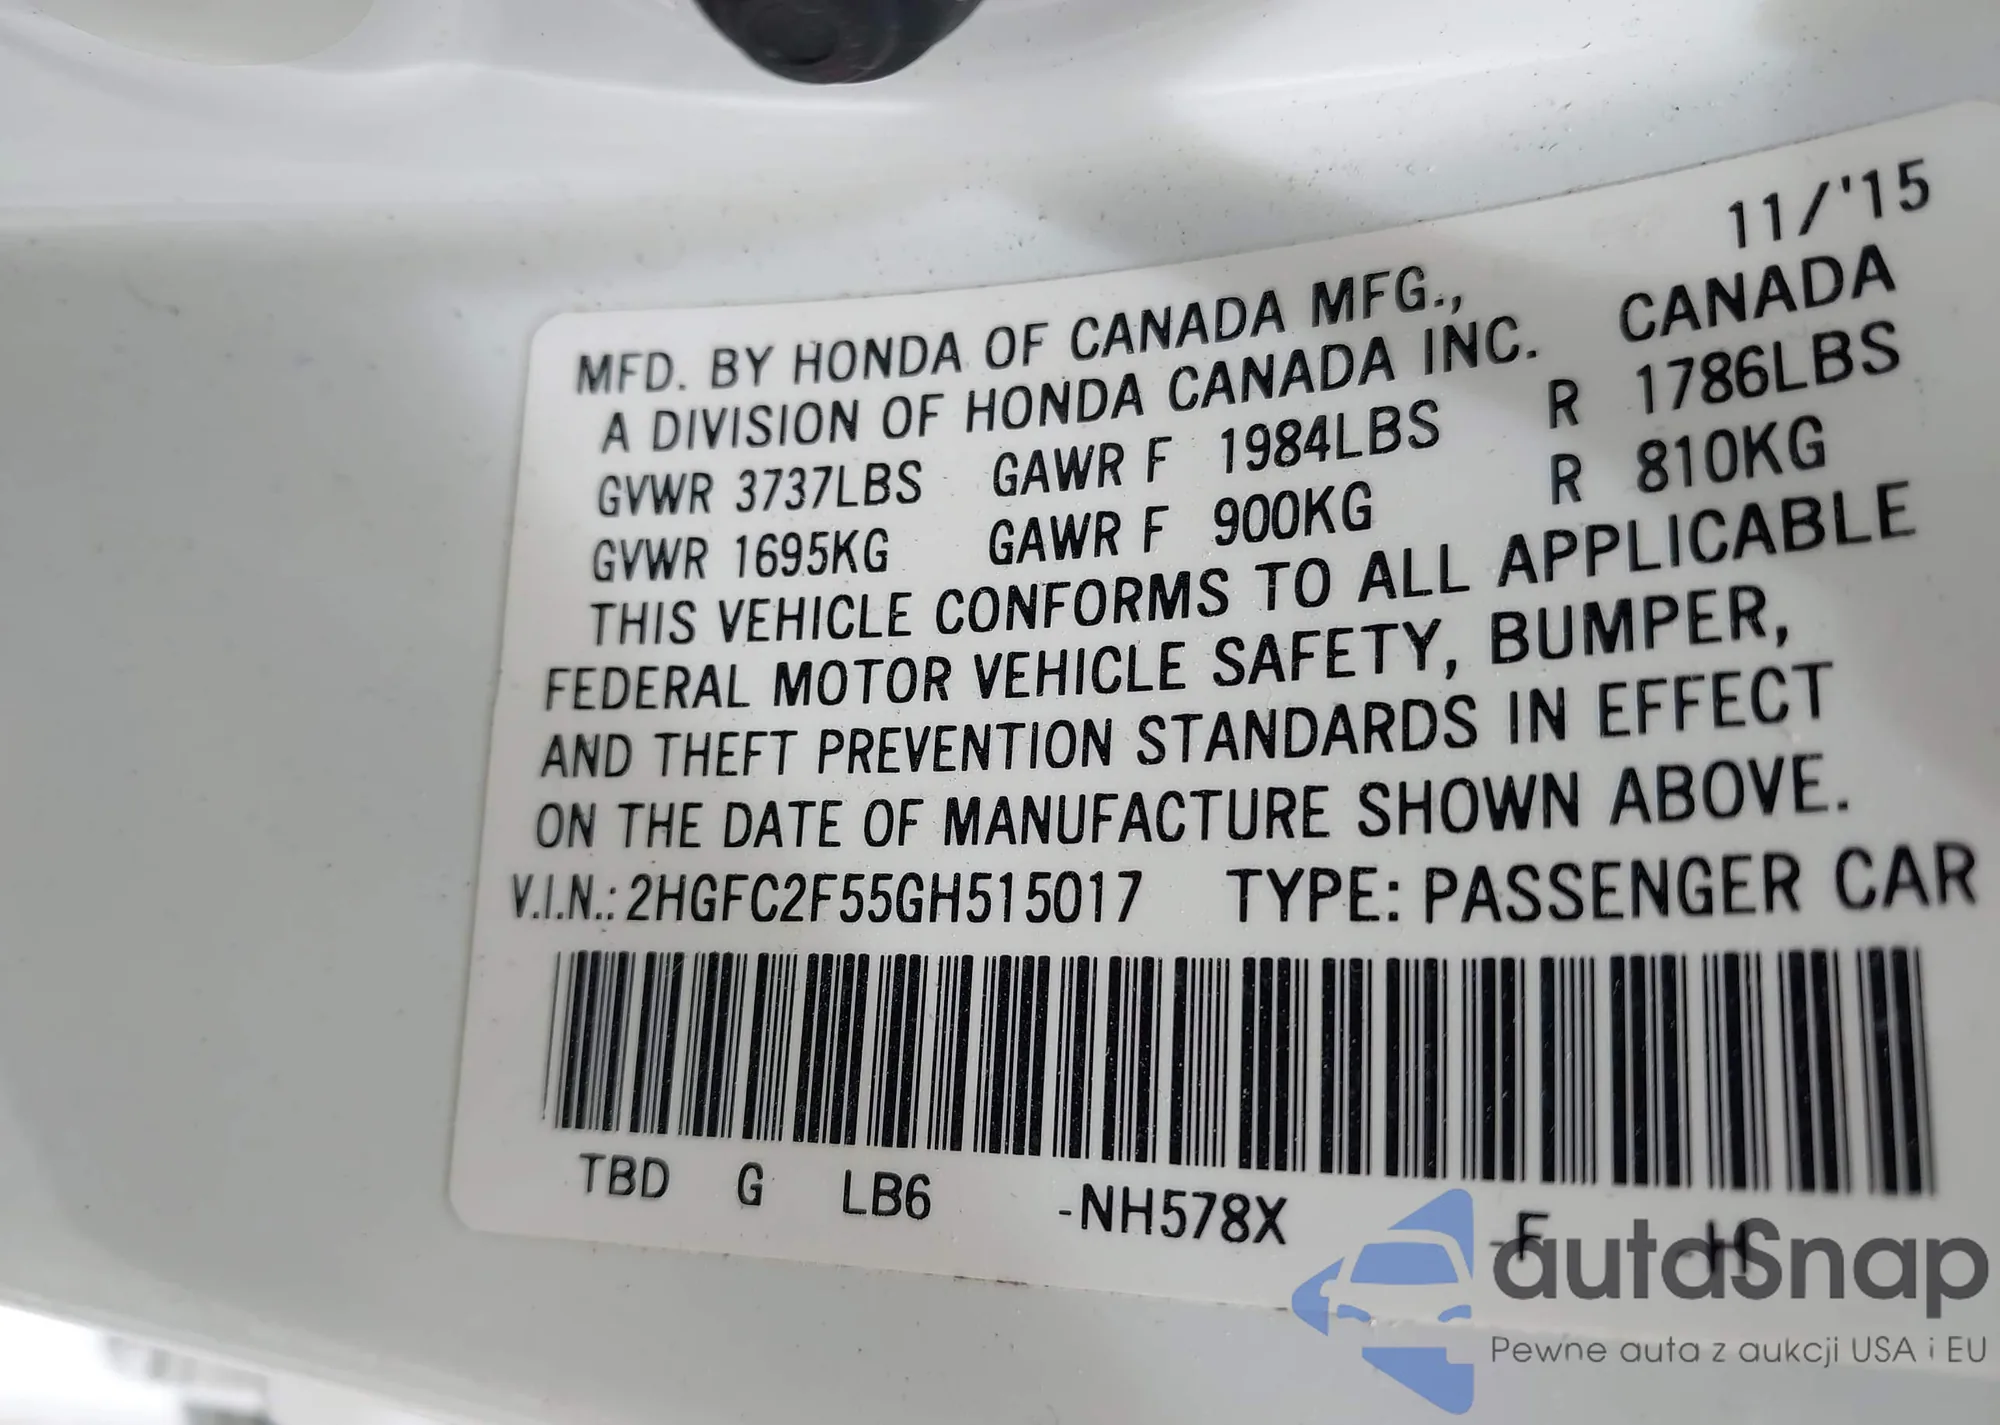 11/'15
MFD. BY HONDA OF CANADA MFG.,
A DIVISION OF HONDA CANADA INC. CANADA
GVWR 3737LBS GAWR F 1984LBS R 1786LBS
GVWR 1695KG GAWR F 900KG R 810KG
THIS VEHICLE CONFORMS TO ALL APPLICABLE
FEDERAL MOTOR VEHICLE SAFETY, BUMPER,
AND THEFT PREVENTION STANDARDS IN EFFECT
ON THE DATE OF MANUFACTURE SHOWN ABOVE.
V.I.N.: 2HGFC2F55GH515017 TYPE: PASSENGER CAR
TBD G LB6 -NH578X -F -H
autoSnap
Pewne auta z aukcji USA i EU